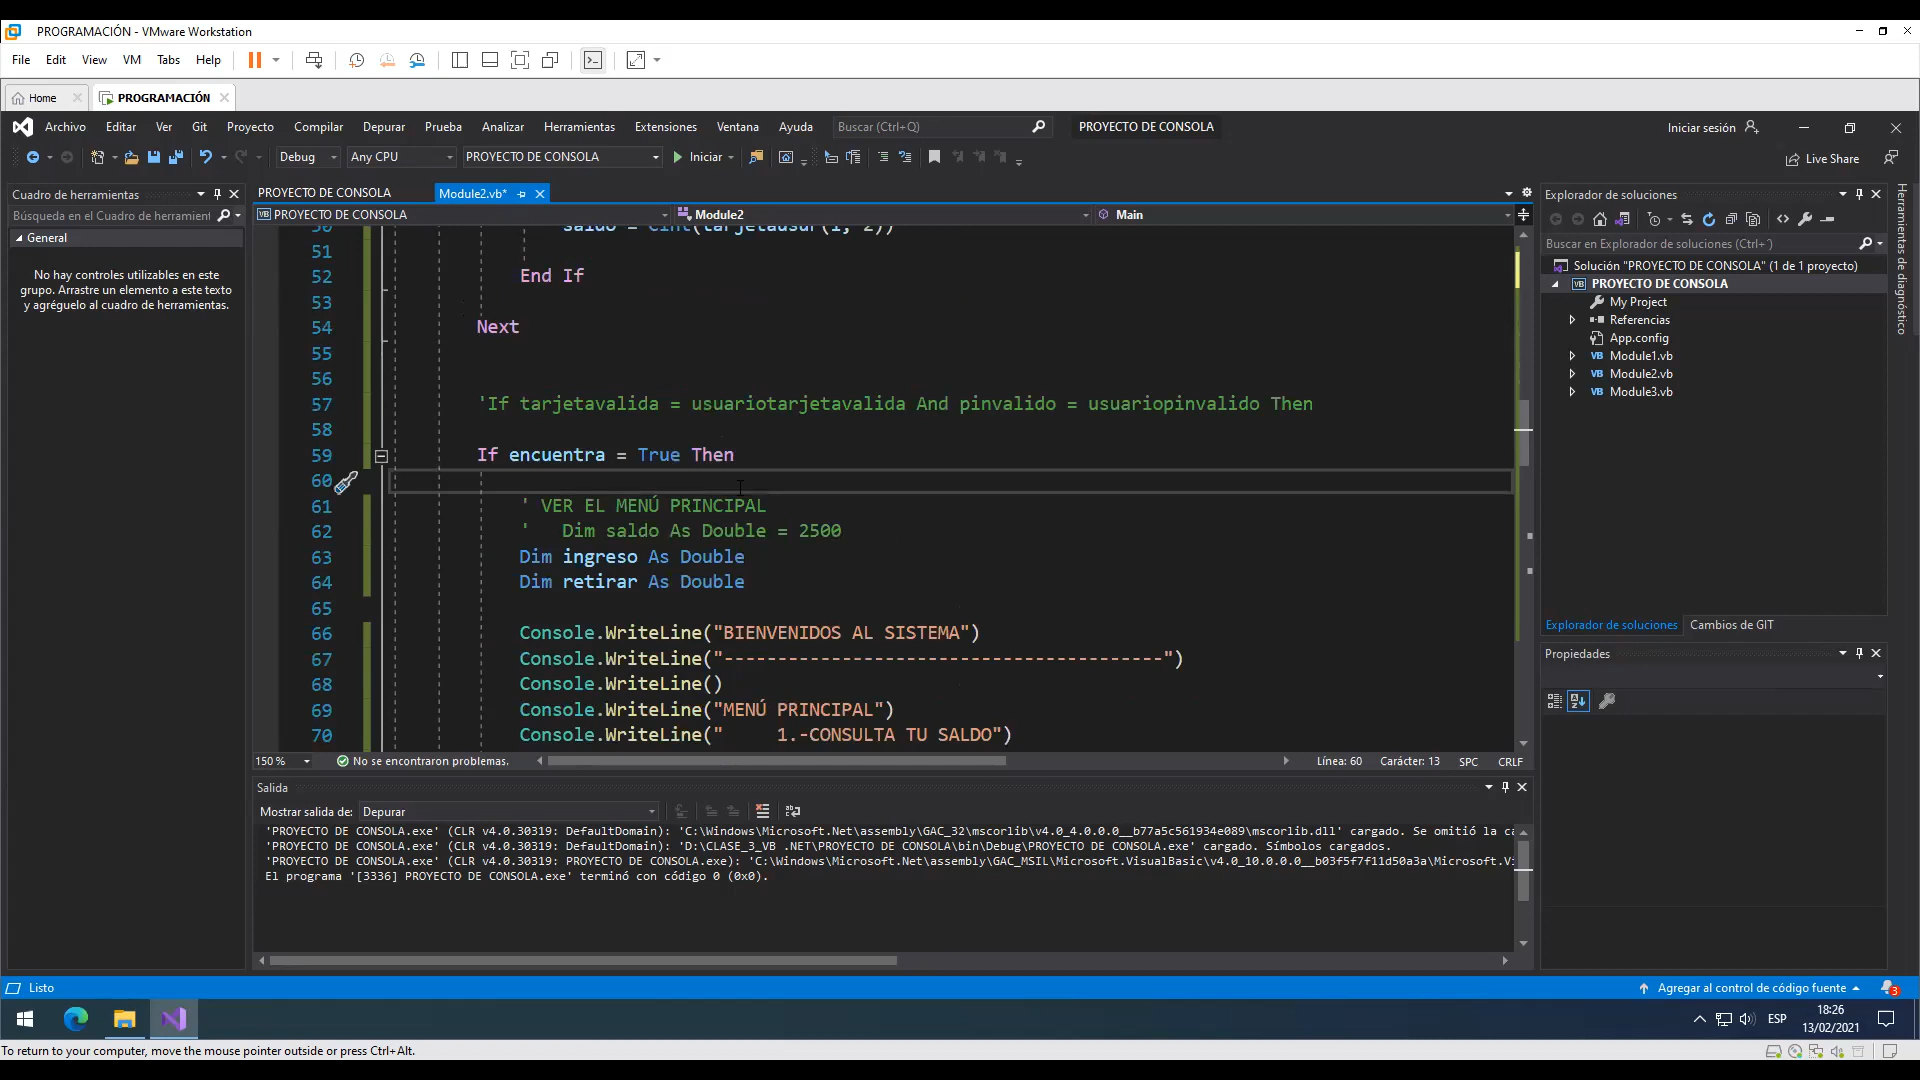 PROGRAMACIÓN - VMware Workstation
File Edit View VM Tabs Help
Home PROGRAMACIÓN
Archivo Editar Ver Git Proyecto Compilar Depurar Prueba Analizar Herramientas Extensiones Ventana Ayuda Buscar (Ctrl+Q) PROYECTO DE CONSOLA Iniciar sesión
Debug Any CPU PROYECTO DE CONSOLA Iniciar Live Share
Cuadro de herramientas
Búsqueda en el Cuadro de herramient
General
No hay controles utilizables en este
grupo. Arrastre un elemento a este texto
y agréguelo al cuadro de herramientas.
PROYECTO DE CONSOLA Module2.vb*
VB PROYECTO DE CONSOLA Module2 Main
50 saldo = CInt(tarjetausur(i, 2))
51
52 End If
53
54 Next
55
56
57 'If tarjetavalida = usuariotarjetavalida And pinvalido = usuariopinvalido Then
58
59 If encuentra = True Then
60
61 ' VER EL MENÚ PRINCIPAL
62 '   Dim saldo As Double = 2500
63 Dim ingreso As Double
64 Dim retirar As Double
65
66 Console.WriteLine("BIENVENIDOS AL SISTEMA")
67 Console.WriteLine("-----------------------------------------")
68 Console.WriteLine()
69 Console.WriteLine("MENÚ PRINCIPAL")
70 Console.WriteLine("     1.-CONSULTA TU SALDO")
150 % No se encontraron problemas. Línea: 60 Carácter: 13 SPC CRLF
Salida
Mostrar salida de: Depurar
'PROYECTO DE CONSOLA.exe' (CLR v4.0.30319: DefaultDomain): 'C:\Windows\Microsoft.Net\assembly\GAC_32\mscorlib\v4.0_4.0.0.0__b77a5c561934e089\mscorlib.dll' cargado. Se omitió la ca
'PROYECTO DE CONSOLA.exe' (CLR v4.0.30319: DefaultDomain): 'D:\CLASE_3_VB .NET\PROYECTO DE CONSOLA\bin\Debug\PROYECTO DE CONSOLA.exe' cargado. Símbolos cargados.
'PROYECTO DE CONSOLA.exe' (CLR v4.0.30319: PROYECTO DE CONSOLA.exe): 'C:\Windows\Microsoft.Net\assembly\GAC_MSIL\Microsoft.VisualBasic\v4.0_10.0.0.0__b03f5f7f11d50a3a\Microsoft.Vi
El programa '[3336] PROYECTO DE CONSOLA.exe' terminó con código 0 (0x0).
Explorador de soluciones
Buscar en Explorador de soluciones (Ctrl+´)
Solución "PROYECTO DE CONSOLA" (1 de 1 proyecto)
VB PROYECTO DE CONSOLA
My Project
Referencias
App.config
VB Module1.vb
VB Module2.vb
VB Module3.vb
Explorador de soluciones Cambios de GIT
Propiedades
Herramientas de diagnóstico
Listo Agregar al control de código fuente 3
ESP 18:26
13/02/2021
To return to your computer, move the mouse pointer outside or press Ctrl+Alt.